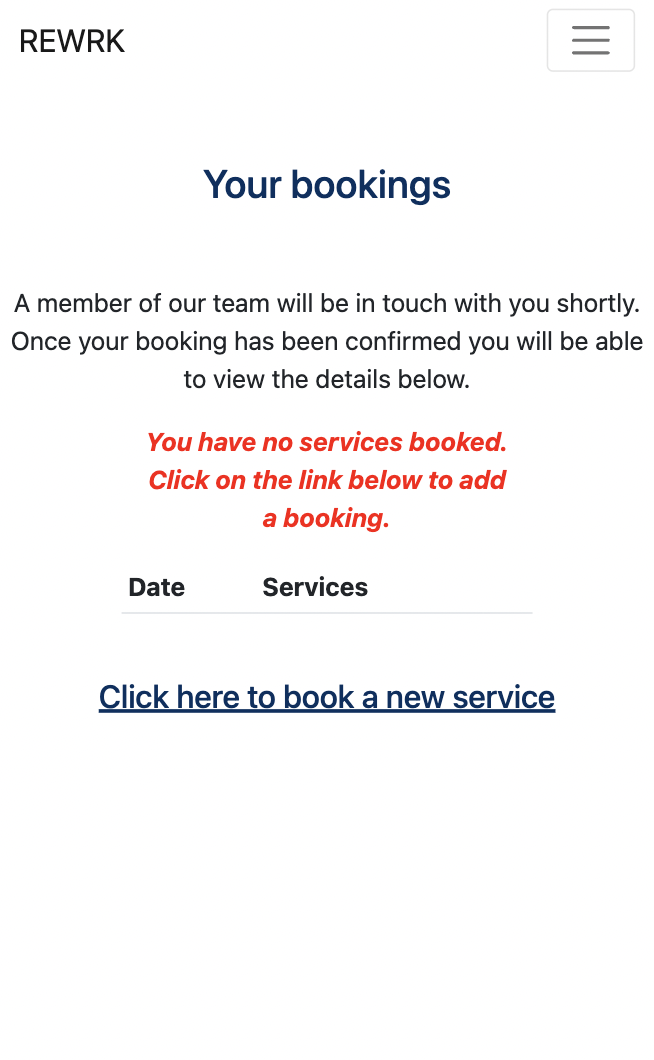 REWRK
Your bookings
A member of our team will be in touch with you shortly.
Once your booking has been confirmed you will be able
to view the details below.
You have no services booked.
Click on the link below to add
a booking.
Date Services
Click here to book a new service